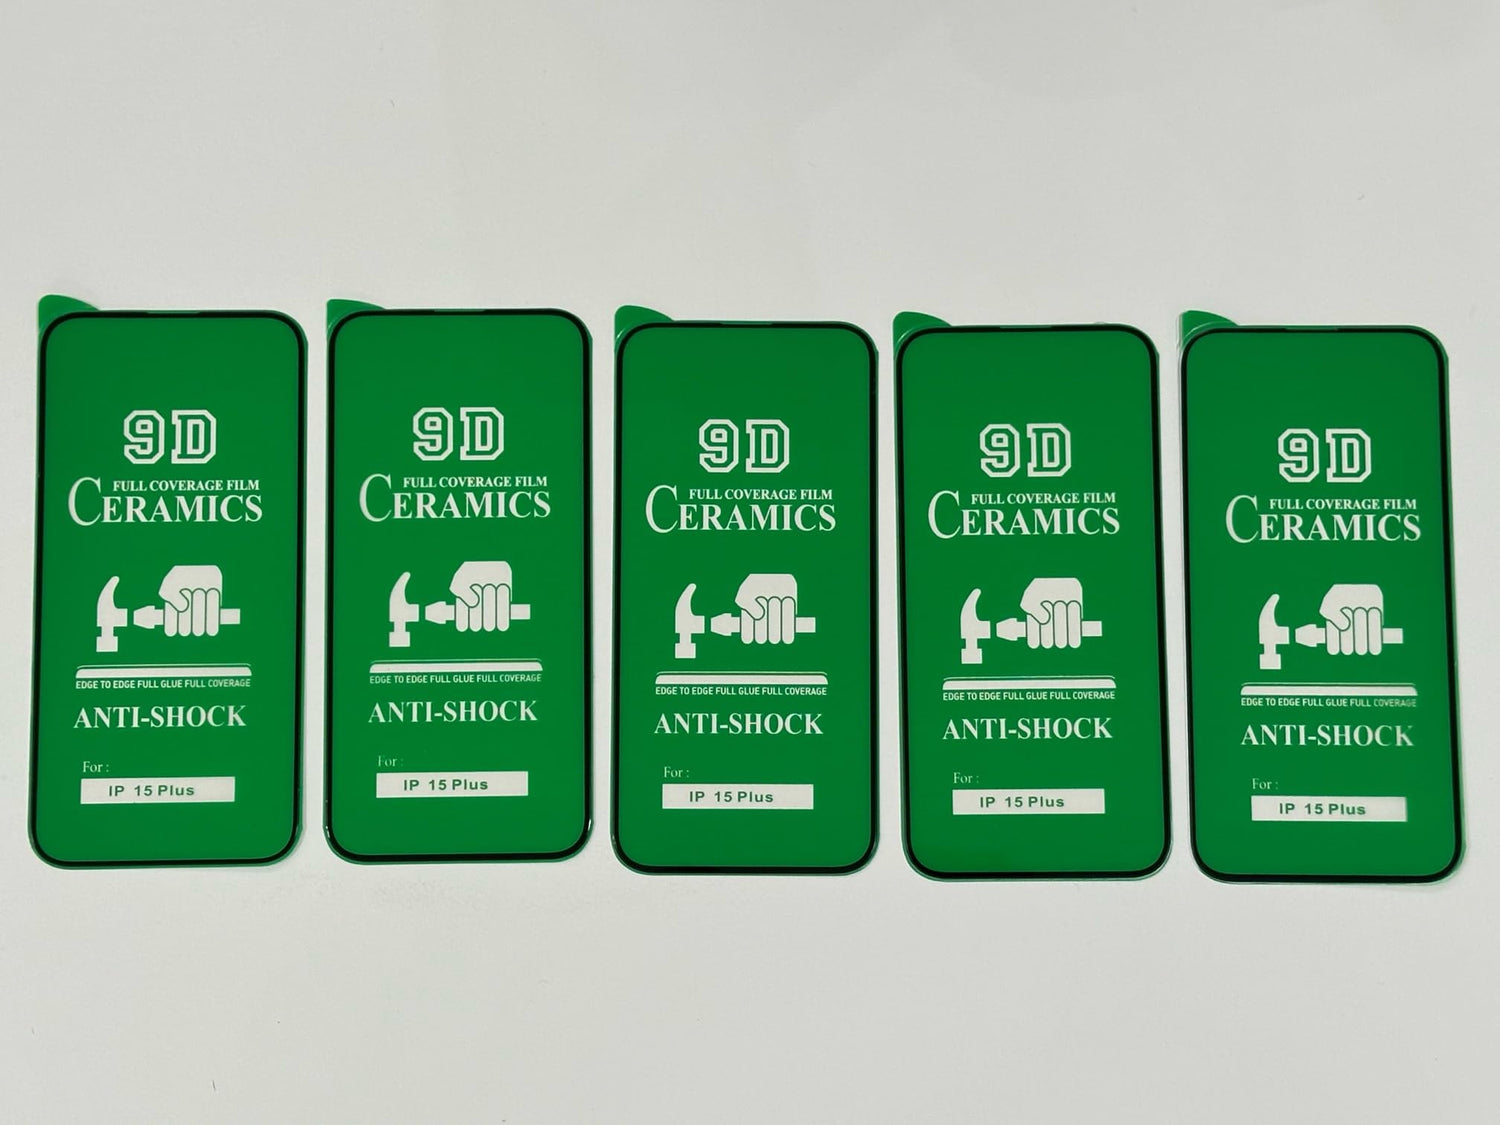 9D
FULL COVERAGE FILM
CERAMICS
EDGE TO EDGE FULL GLUE FULL COVERAGE
ANTI-SHOCK
For :
IP 15 Plus
9D
FULL COVERAGE FILM
CERAMICS
EDGE TO EDGE FULL GLUE FULL COVERAGE
ANTI-SHOCK
For :
IP 15 Plus
9D
FULL COVERAGE FILM
CERAMICS
EDGE TO EDGE FULL GLUE FULL COVERAGE
ANTI-SHOCK
For :
IP 15 Plus
9D
FULL COVERAGE FILM
CERAMICS
EDGE TO EDGE FULL GLUE FULL COVERAGE
ANTI-SHOCK
For :
IP 15 Plus
9D
FULL COVERAGE FILM
CERAMICS
EDGE TO EDGE FULL GLUE FULL COVERAGE
ANTI-SHOCK
For :
IP 15 Plus